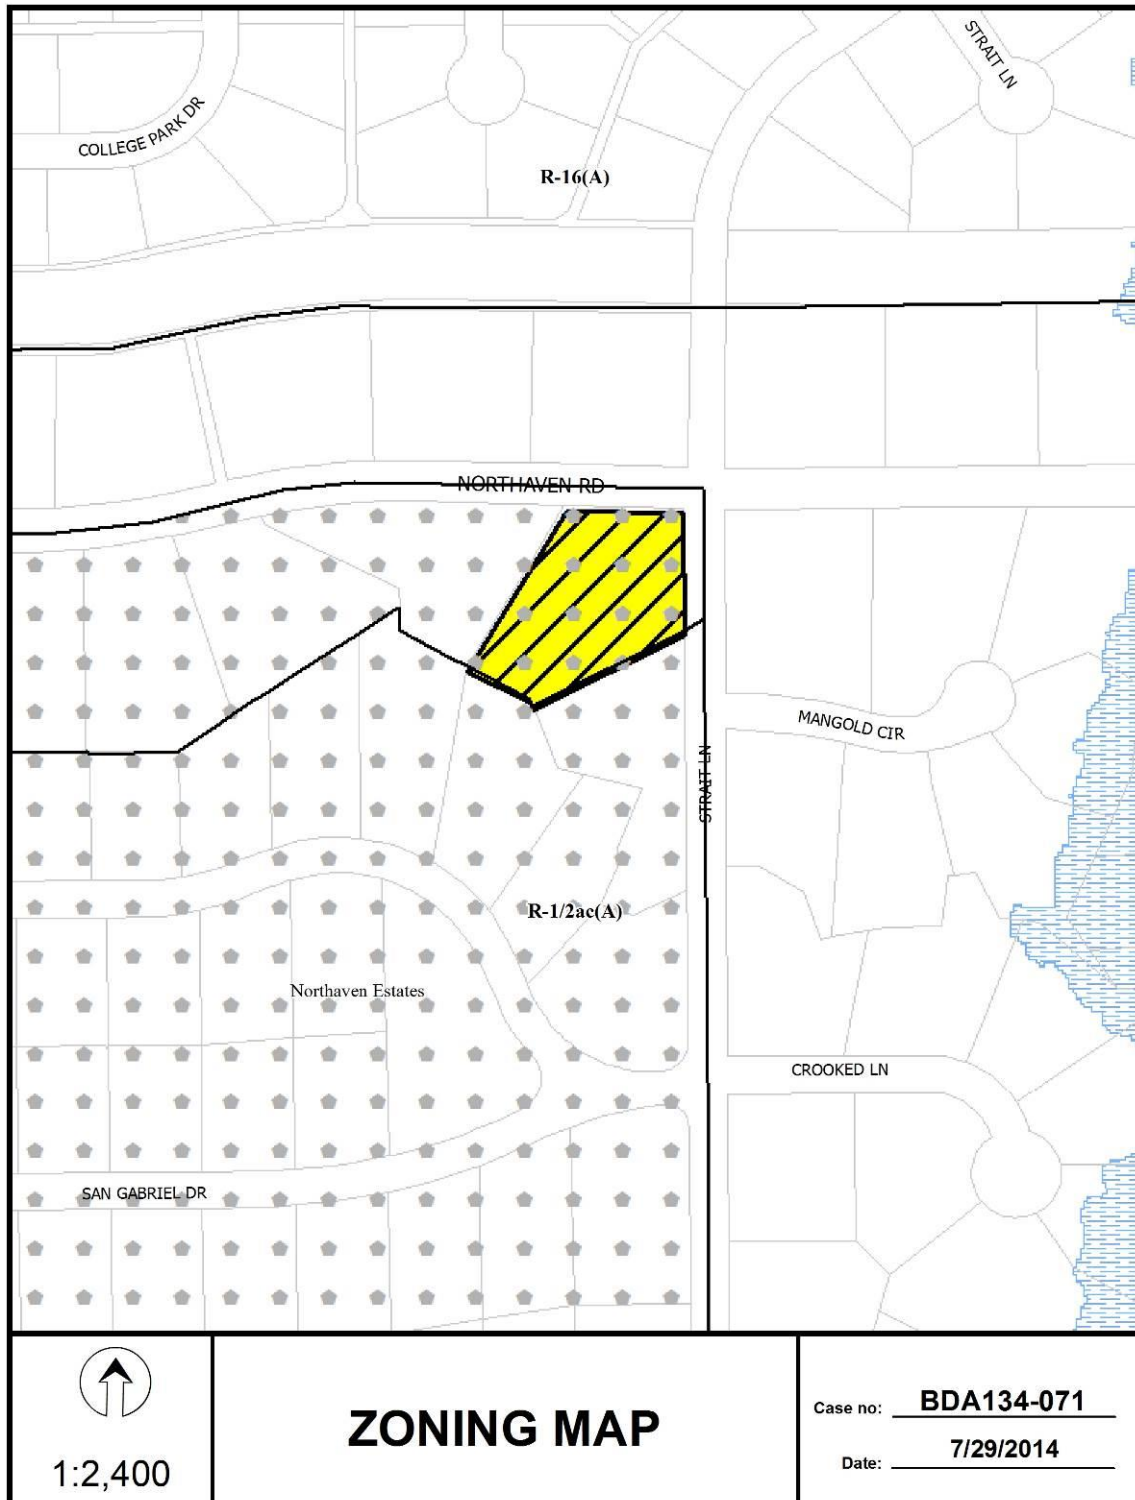 STRAIT LN
COLLEGE PARK DR
R-16(A)
NORTHAVEN RD
MANGOLD CIR
STRAIT LN
R-1/2ac(A)
Northaven Estates
CROOKED LN
SAN GABRIEL DR
1:2,400
ZONING MAP
Case no: BDA134-071
Date: 7/29/2014